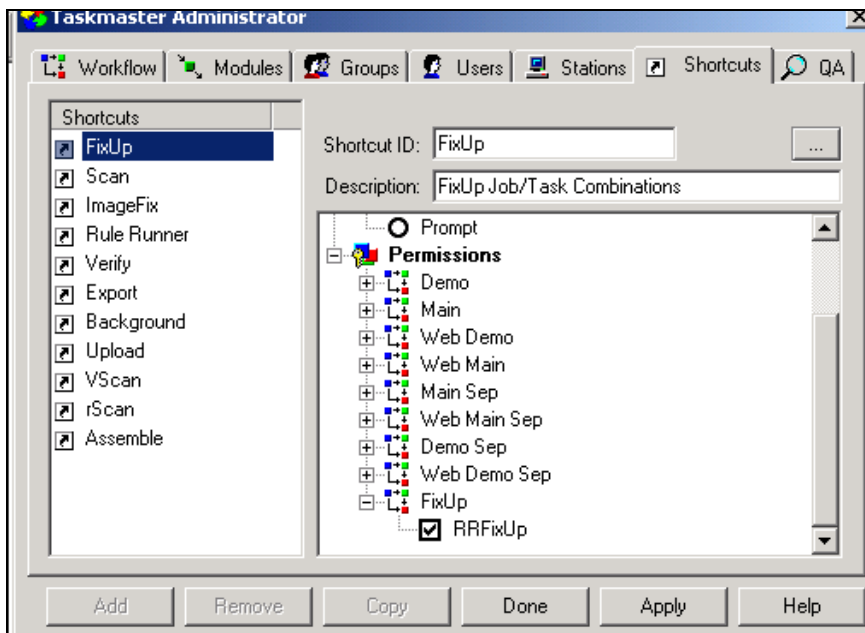 Taskmaster Administrator
Workflow Modules Groups Users Stations Shortcuts QA
Shortcuts
FixUp
Scan
ImageFix
Rule Runner
Verify
Export
Background
Upload
VScan
rScan
Assemble
Shortcut ID: FixUp ...
Description: FixUp Job/Task Combinations
Prompt
Permissions
Demo
Main
Web Demo
Web Main
Main Sep
Web Main Sep
Demo Sep
Web Demo Sep
FixUp
RRFixUp
Add Remove Copy Done Apply Help